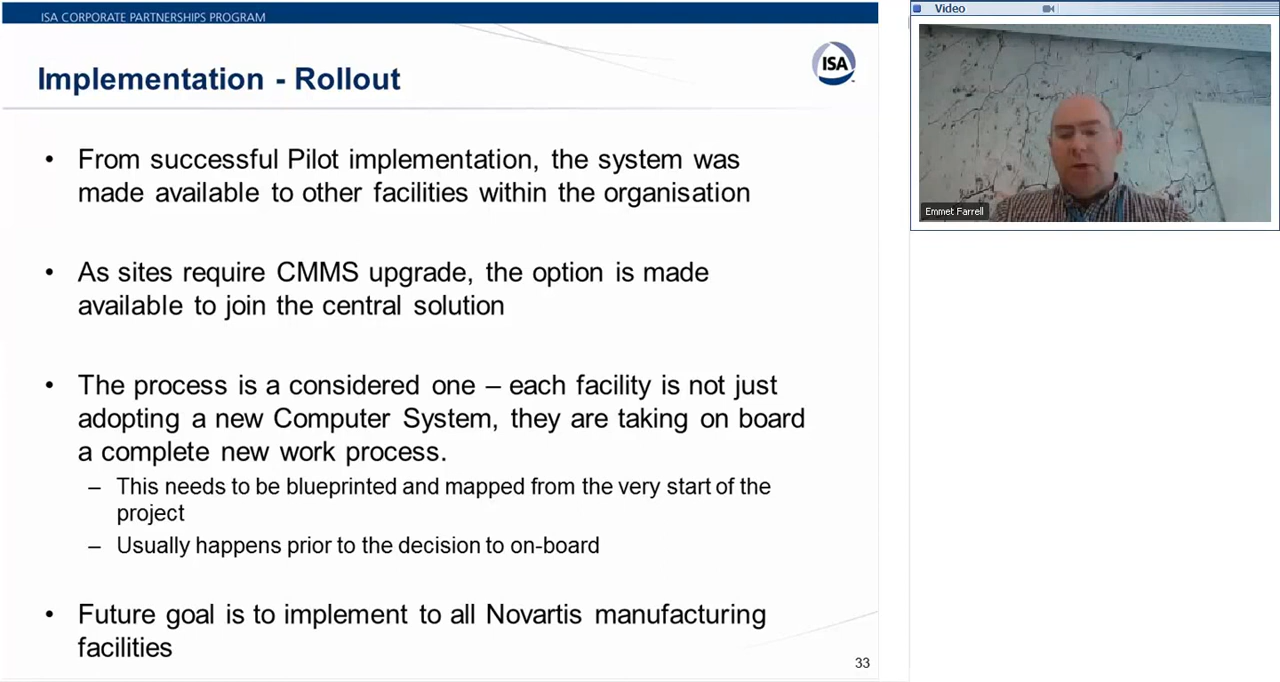 ISA CORPORATE PARTNERSHIPS PROGRAM
Implementation - Rollout
ISA
• From successful Pilot implementation, the system was
made available to other facilities within the organisation
• As sites require CMMS upgrade, the option is made
available to join the central solution
• The process is a considered one – each facility is not just
adopting a new Computer System, they are taking on board
a complete new work process.
– This needs to be blueprinted and mapped from the very start of the
project
– Usually happens prior to the decision to on-board
• Future goal is to implement to all Novartis manufacturing
facilities
33
Video
Emmet Farrell